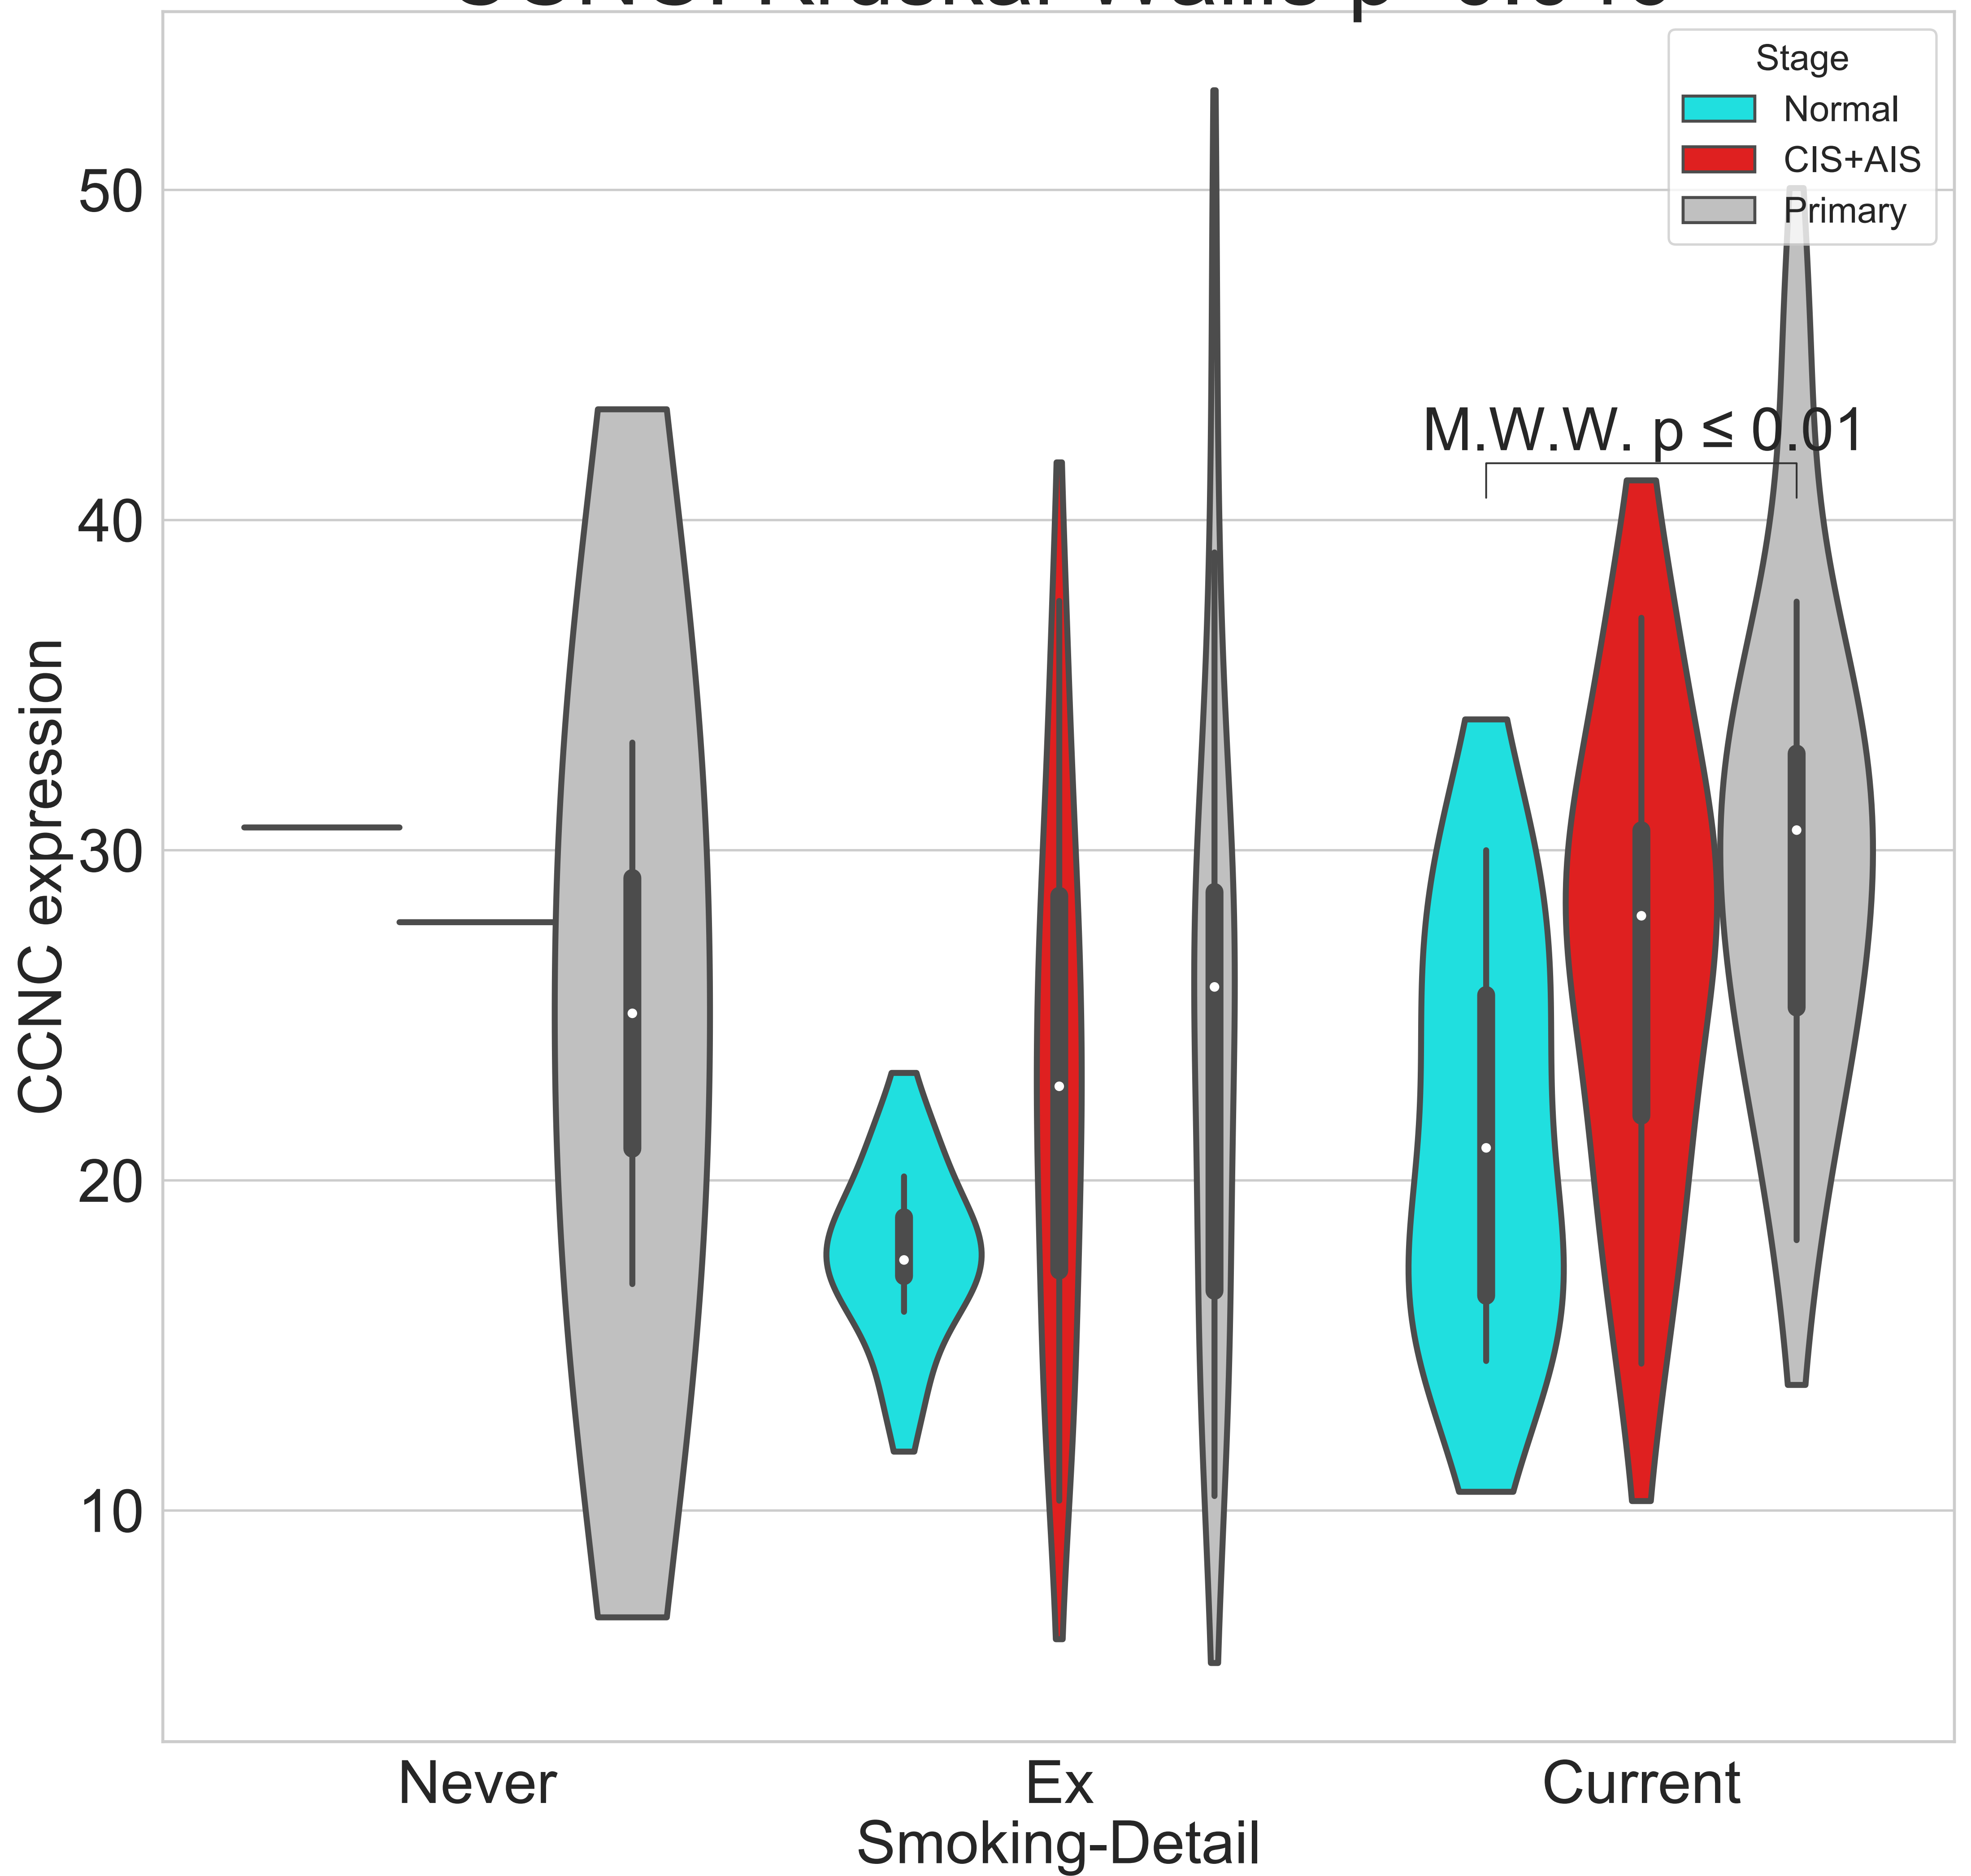 Stage
Normal
CIS+AIS
Primary
50
40
30
20
10
M.W.W. p ≤ 0.01
CCNC expression
Never
Ex
Current
Smoking-Detail